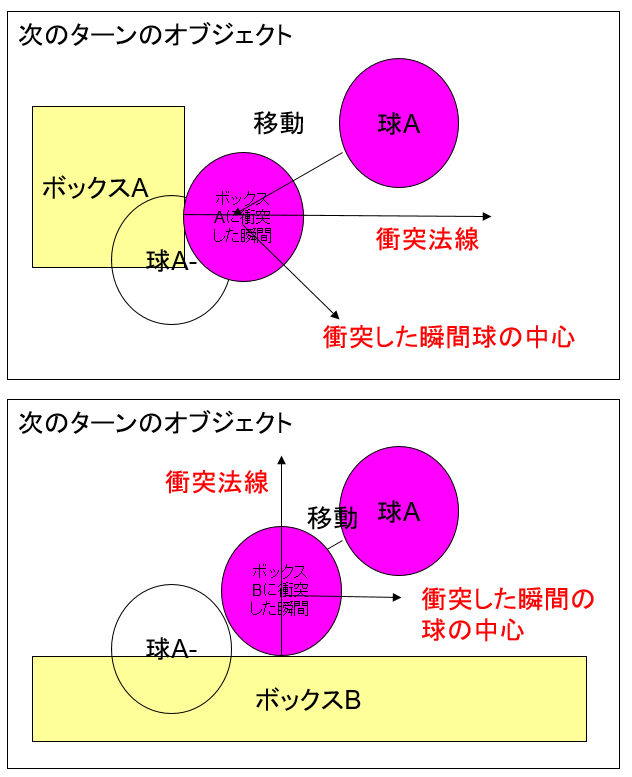 次のターンのオブジェクト
移動
球A
ボックスA
ボックス
Aに衝突
した瞬間
衝突法線
球A-
衝突した瞬間球の中心
次のターンのオブジェクト
衝突法線
移動
球A
ボックス
Bに衝突
した瞬間
衝突した瞬間の
球の中心
球A-
ボックスB